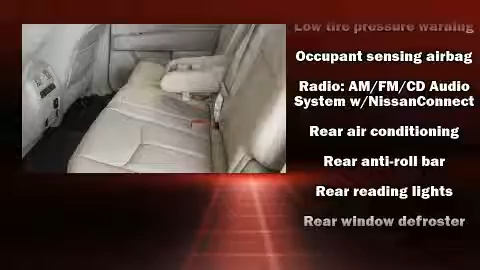 Low tire pressure warning
Occupant sensing airbag
Radio: AM/FM/CD Audio
System w/NissanConnect
Rear air conditioning
Rear anti-roll bar
Rear reading lights
Rear window defroster